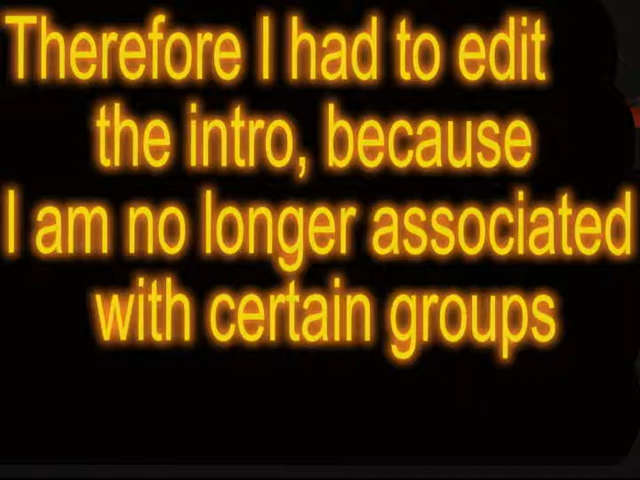 Therefore I had to edit
the intro, because
I am no longer associated
with certain groups